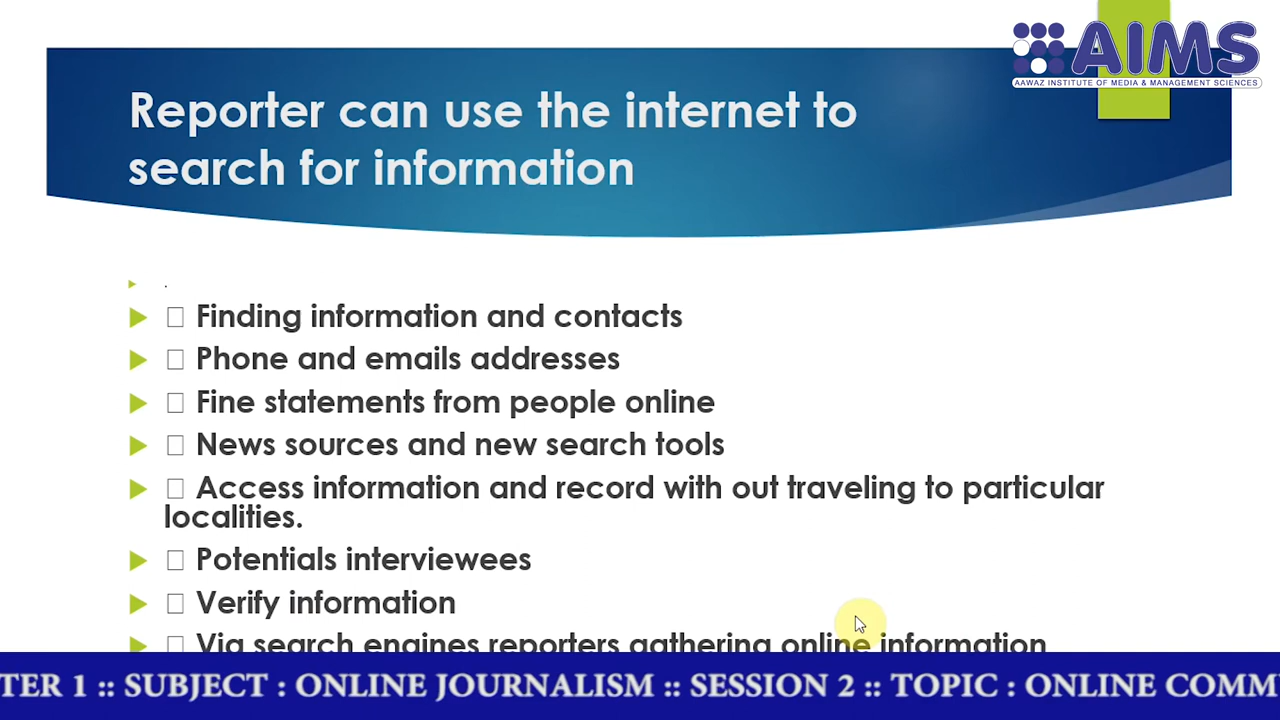 AIMS
AAWAZ INSTITUTE OF MEDIA & MANAGEMENT SCIENCES
Reporter can use the internet to
search for information
.
Finding information and contacts
Phone and emails addresses
Fine statements from people online
News sources and new search tools
Access information and record with out traveling to particular
localities.
Potentials interviewees
Verify information
Via search engines reporters gathering online information
TER 1 :: SUBJECT : ONLINE JOURNALISM :: SESSION 2 :: TOPIC : ONLINE COMM